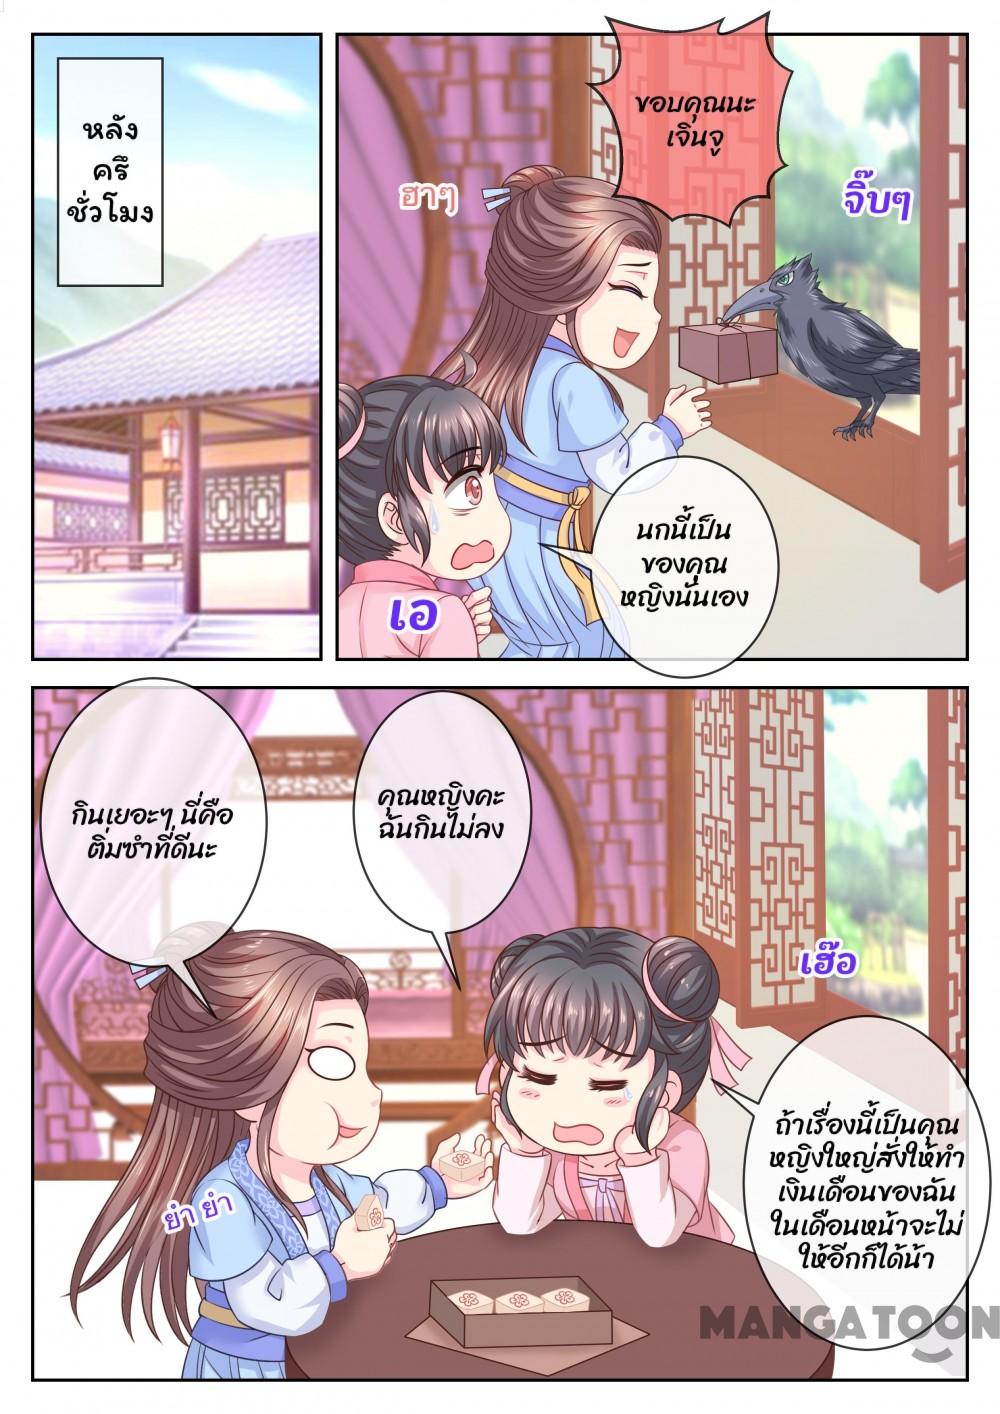 หลัง
ครึ
ชั่วโมง
ขอบคุณนะ
เจินจู
ฮาๆ
จิ๊บๆ
นกนี้เป็น
ของคุณ
หญิงนั่นเอง
เอ
กินเยอะๆ นี่คือ
ติ่มซำที่ดีนะ
คุณหญิงคะ
ฉันกินไม่ลง
เฮ๊อ
ถ้าเรื่องนี้เป็นคุณ
หญิงใหญ่สั่งให้ทำ
เงินเดือนของฉัน
ในเดือนหน้าจะไม่
ให้อีกก็ได้น้า
ยำ ยำ
MANGATOON